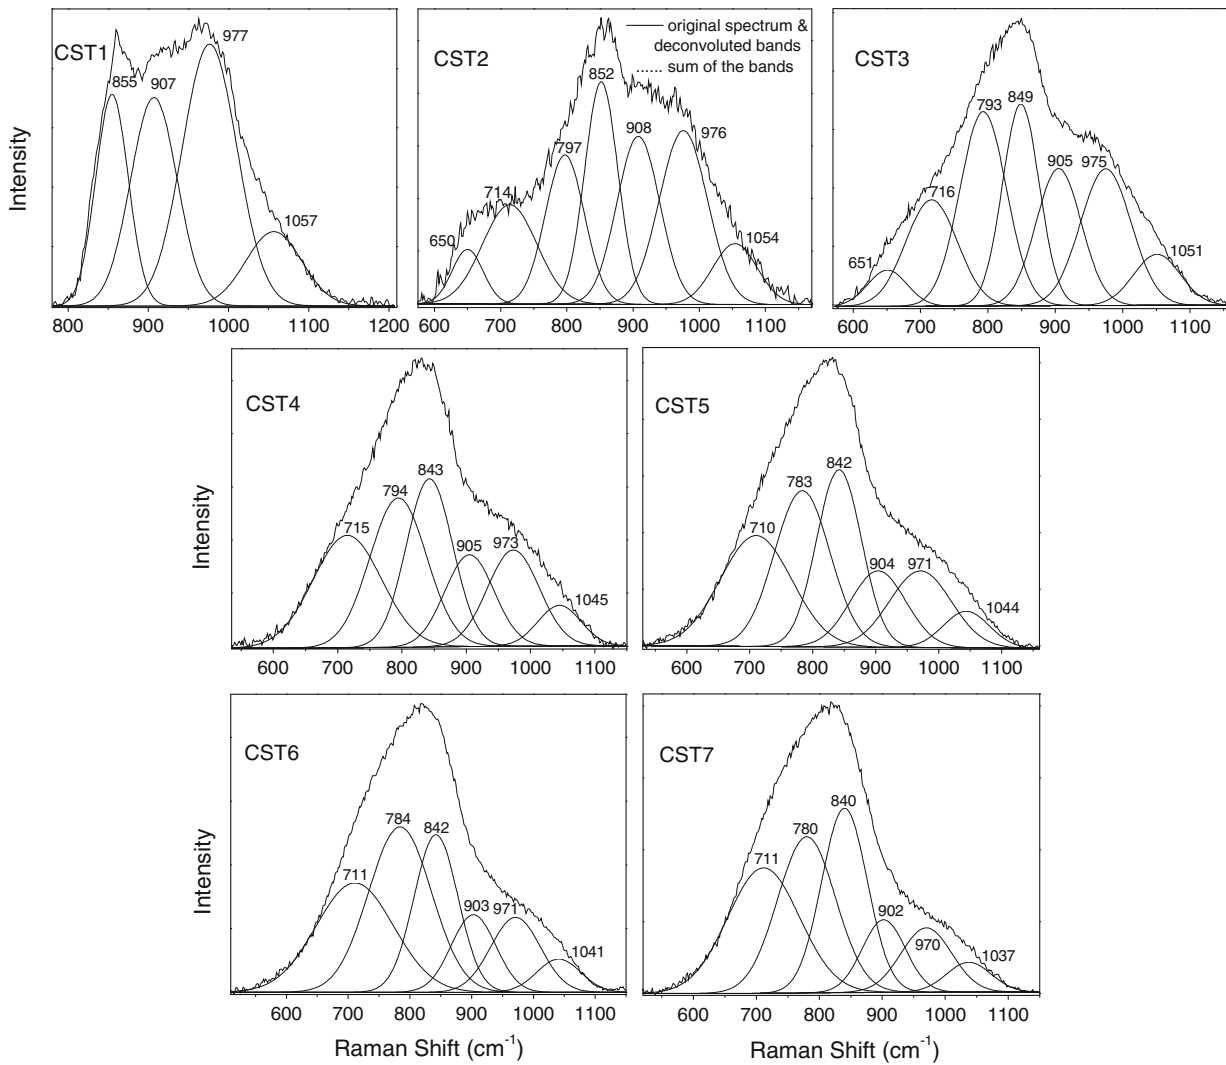 CST1
855
907
977
1057
Intensity
800 900 1000 1100 1200
CST2
original spectrum &
deconvoluted bands
sum of the bands
650
714
797
852
908
976
1054
600 700 800 900 1000 1100
CST3
651
716
793
849
905
975
1051
600 700 800 900 1000 1100
CST4
715
794
843
905
973
1045
Intensity
600 700 800 900 1000 1100
CST5
710
783
842
904
971
1044
600 700 800 900 1000 1100
CST6
711
784
842
903
971
1041
Intensity
600 700 800 900 1000 1100
Raman Shift (cm⁻¹)
CST7
711
780
840
902
970
1037
600 700 800 900 1000 1100
Raman Shift (cm⁻¹)